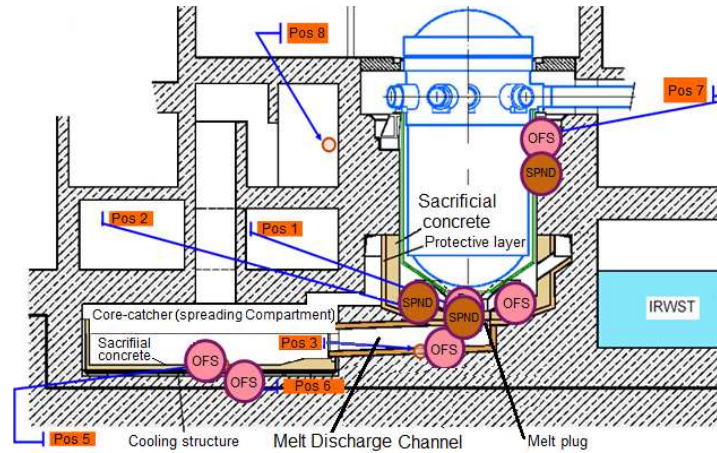 Pos 8
Pos 7
OFS
SPND
Sacrificial
concrete
Protective layer
Pos 2
Pos 1
SPND
OFS
SPND
IRWST
Core-catcher (spreading Compartment)
Sacrifiial
concrete
Pos 3
OFS
OFS
OFS
Pos 6
Pos 5
Cooling structure
Melt Discharge Channel
Melt plug